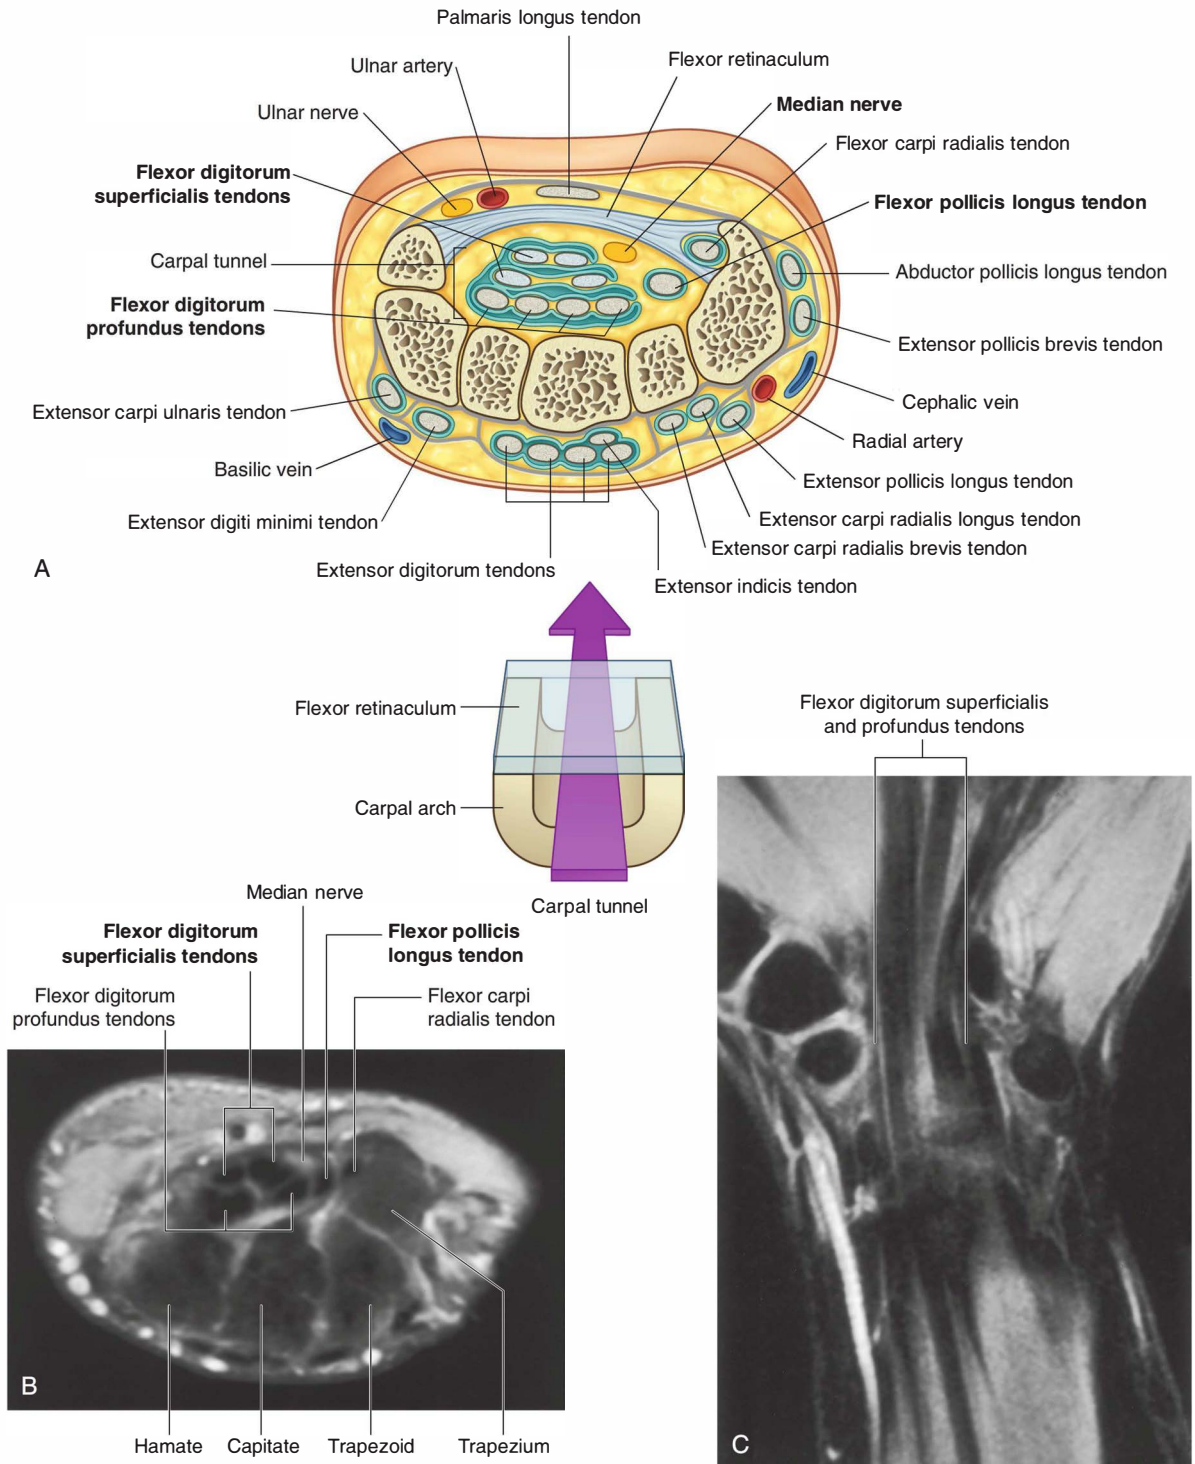 Palmaris longus tendon
Ulnar artery
Flexor retinaculum
Median nerve
Ulnar nerve
Flexor carpi radialis tendon
Flexor digitorum
superficialis tendons
Flexor pollicis longus tendon
Carpal tunnel
Abductor pollicis longus tendon
Flexor digitorum
profundus tendons
Extensor pollicis brevis tendon
Extensor carpi ulnaris tendon
Cephalic vein
Radial artery
Basilic vein
Extensor pollicis longus tendon
Extensor digiti minimi tendon
Extensor carpi radialis longus tendon
Extensor carpi radialis brevis tendon
A
Extensor digitorum tendons
Extensor indicis tendon
Flexor retinaculum
Carpal arch
Carpal tunnel
Flexor digitorum superficialis
and profundus tendons
Median nerve
Flexor digitorum
superficialis tendons
Flexor pollicis
longus tendon
Flexor digitorum
profundus tendons
Flexor carpi
radialis tendon
B
Hamate
Capitate
Trapezoid
Trapezium
C